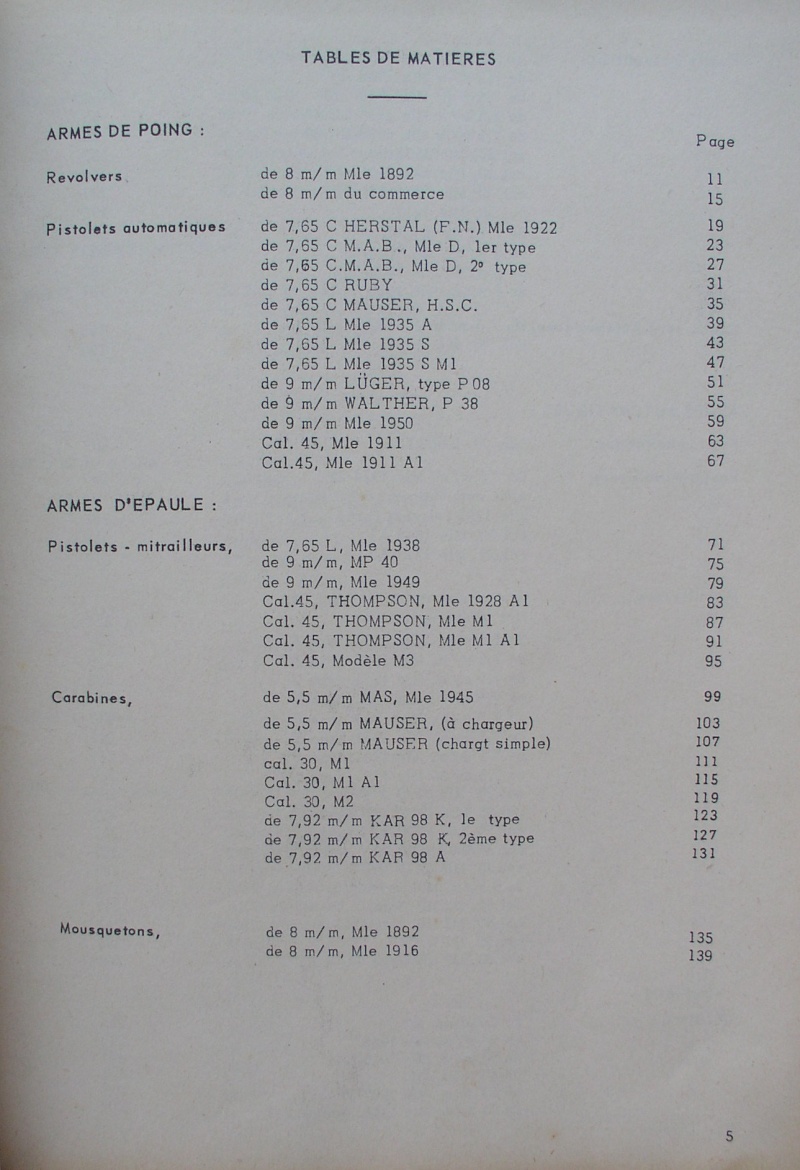 TABLES DE MATIERES
ARMES DE POING :
Page
Revolvers de 8 m/m Mle 1892 11
de 8 m/m du commerce 15
Pistolets automatiques de 7,65 C HERSTAL (F.N.) Mle 1922 19
de 7,65 C M.A.B., Mle D, 1er type 23
de 7,65 C.M.A.B., Mle D, 2° type 27
de 7,65 C RUBY 31
de 7,65 C MAUSER, H.S.C. 35
de 7,65 L Mle 1935 A 39
de 7,65 L Mle 1935 S 43
de 7,65 L Mle 1935 S M1 47
de 9 m/m LÜGER, type P 08 51
de 9 m/m WALTHER, P 38 55
de 9 m/m Mle 1950 59
Cal. 45, Mle 1911 63
Cal.45, Mle 1911 A1 67
ARMES D'EPAULE :
Pistolets - mitrailleurs, de 7,65 L, Mle 1938 71
de 9 m/m, MP 40 75
de 9 m/m, Mle 1949 79
Cal.45, THOMPSON, Mle 1928 A1 83
Cal. 45, THOMPSON, Mle M1 87
Cal. 45, THOMPSON, Mle M1 A1 91
Cal. 45, Modèle M3 95
Carabines, de 5,5 m/m MAS, Mle 1945 99
de 5,5 m/m MAUSER, (à chargeur) 103
de 5,5 m/m MAUSER (chargt simple) 107
cal. 30, M1 111
Cal. 30, M1 A1 115
Cal. 30, M2 119
de 7,92 m/m KAR 98 K, 1e type 123
de 7,92 m/m KAR 98 K, 2ème type 127
de 7,92 m/m KAR 98 A 131
Mousquetons, de 8 m/m, Mle 1892 135
de 8 m/m, Mle 1916 139
5